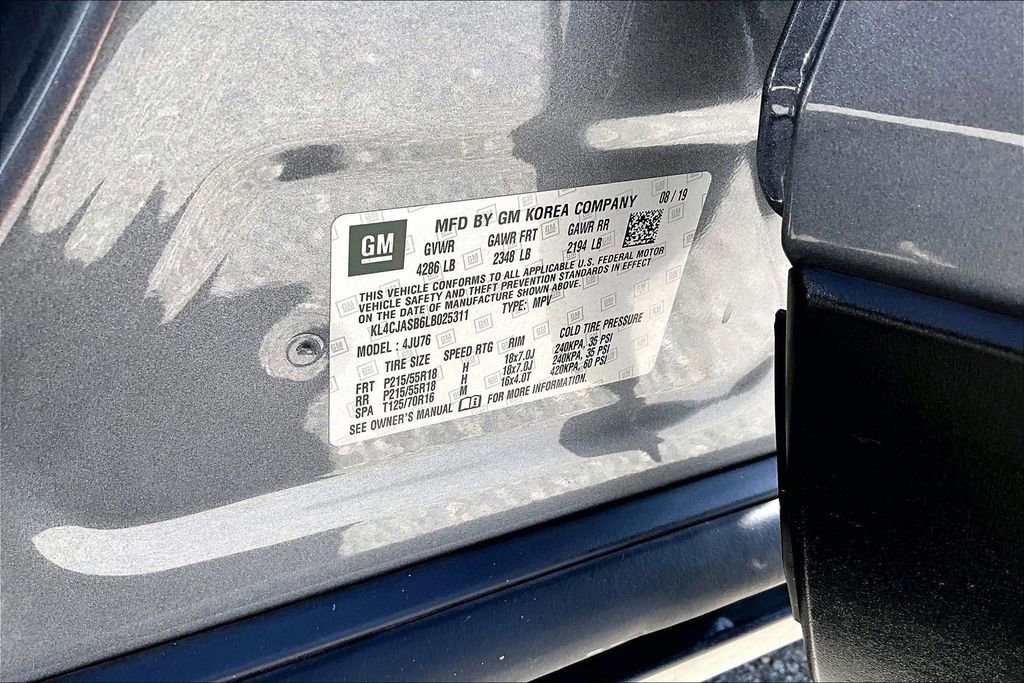 GM
MFD BY GM KOREA COMPANY 08 / 19
GVWR GAWR FRT GAWR RR
4286 LB 2348 LB 2194 LB
THIS VEHICLE CONFORMS TO ALL APPLICABLE U.S. FEDERAL MOTOR
VEHICLE SAFETY AND THEFT PREVENTION STANDARDS IN EFFECT
ON THE DATE OF MANUFACTURE SHOWN ABOVE.
KL4CJASB6LB025311 TYPE: MPV
MODEL : 4JU76
TIRE SIZE SPEED RTG RIM COLD TIRE PRESSURE
FRT P215/55R18 H 18x7.0J 240KPA, 35 PSI
RR P215/55R18 H 18x7.0J 240KPA, 35 PSI
SPA T125/70R16 M 16x4.0T 420KPA, 60 PSI
SEE OWNER'S MANUAL FOR MORE INFORMATION.